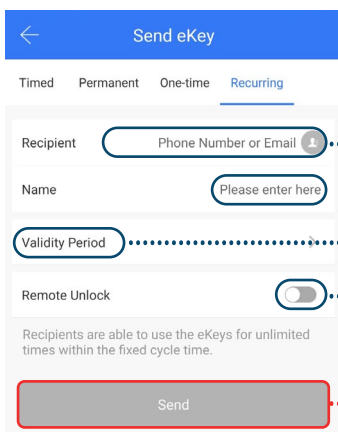 Send eKey
Timed Permanent One-time Recurring
Recipient Phone Number or Email
Name Please enter here
Validity Period
Remote Unlock
Recipients are able to use the eKeys for unlimited
times within the fixed cycle time.
Send